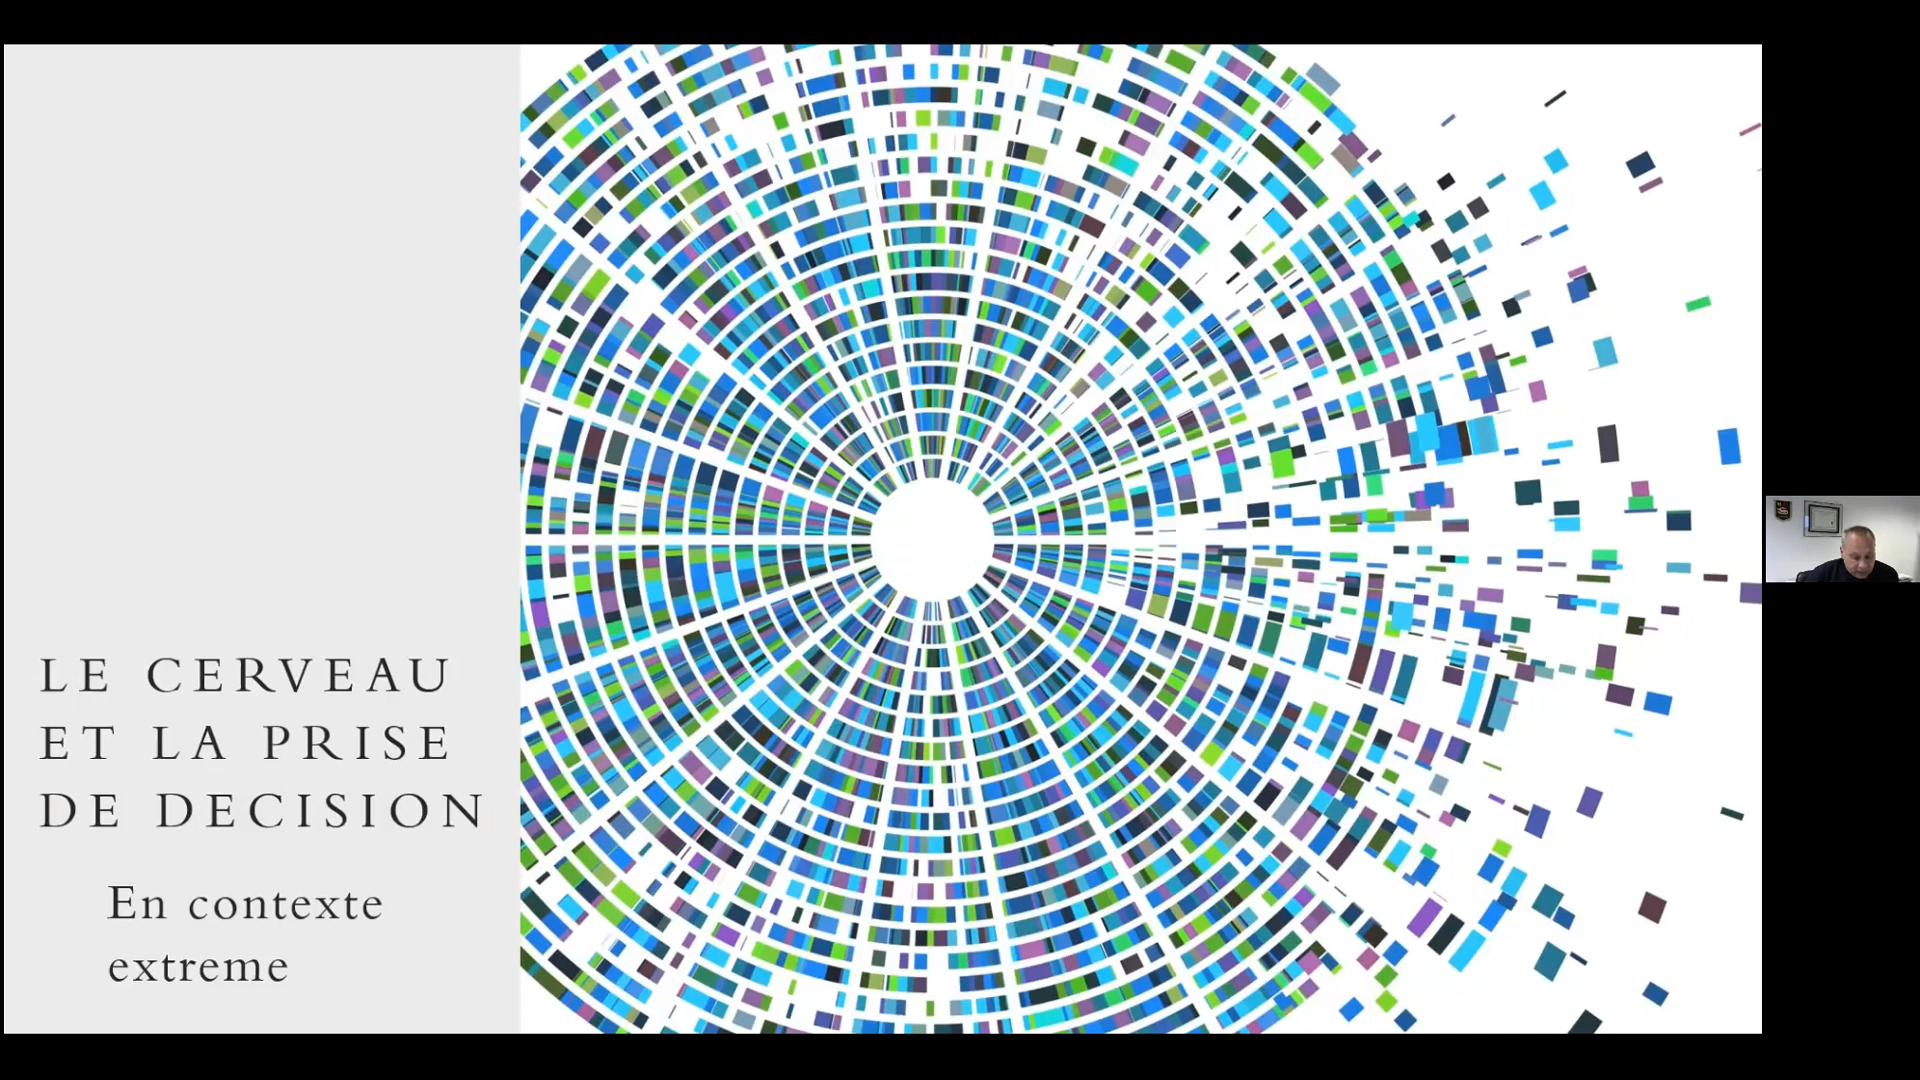 LE CERVEAU
ET LA PRISE
DE DECISION
En contexte
extreme